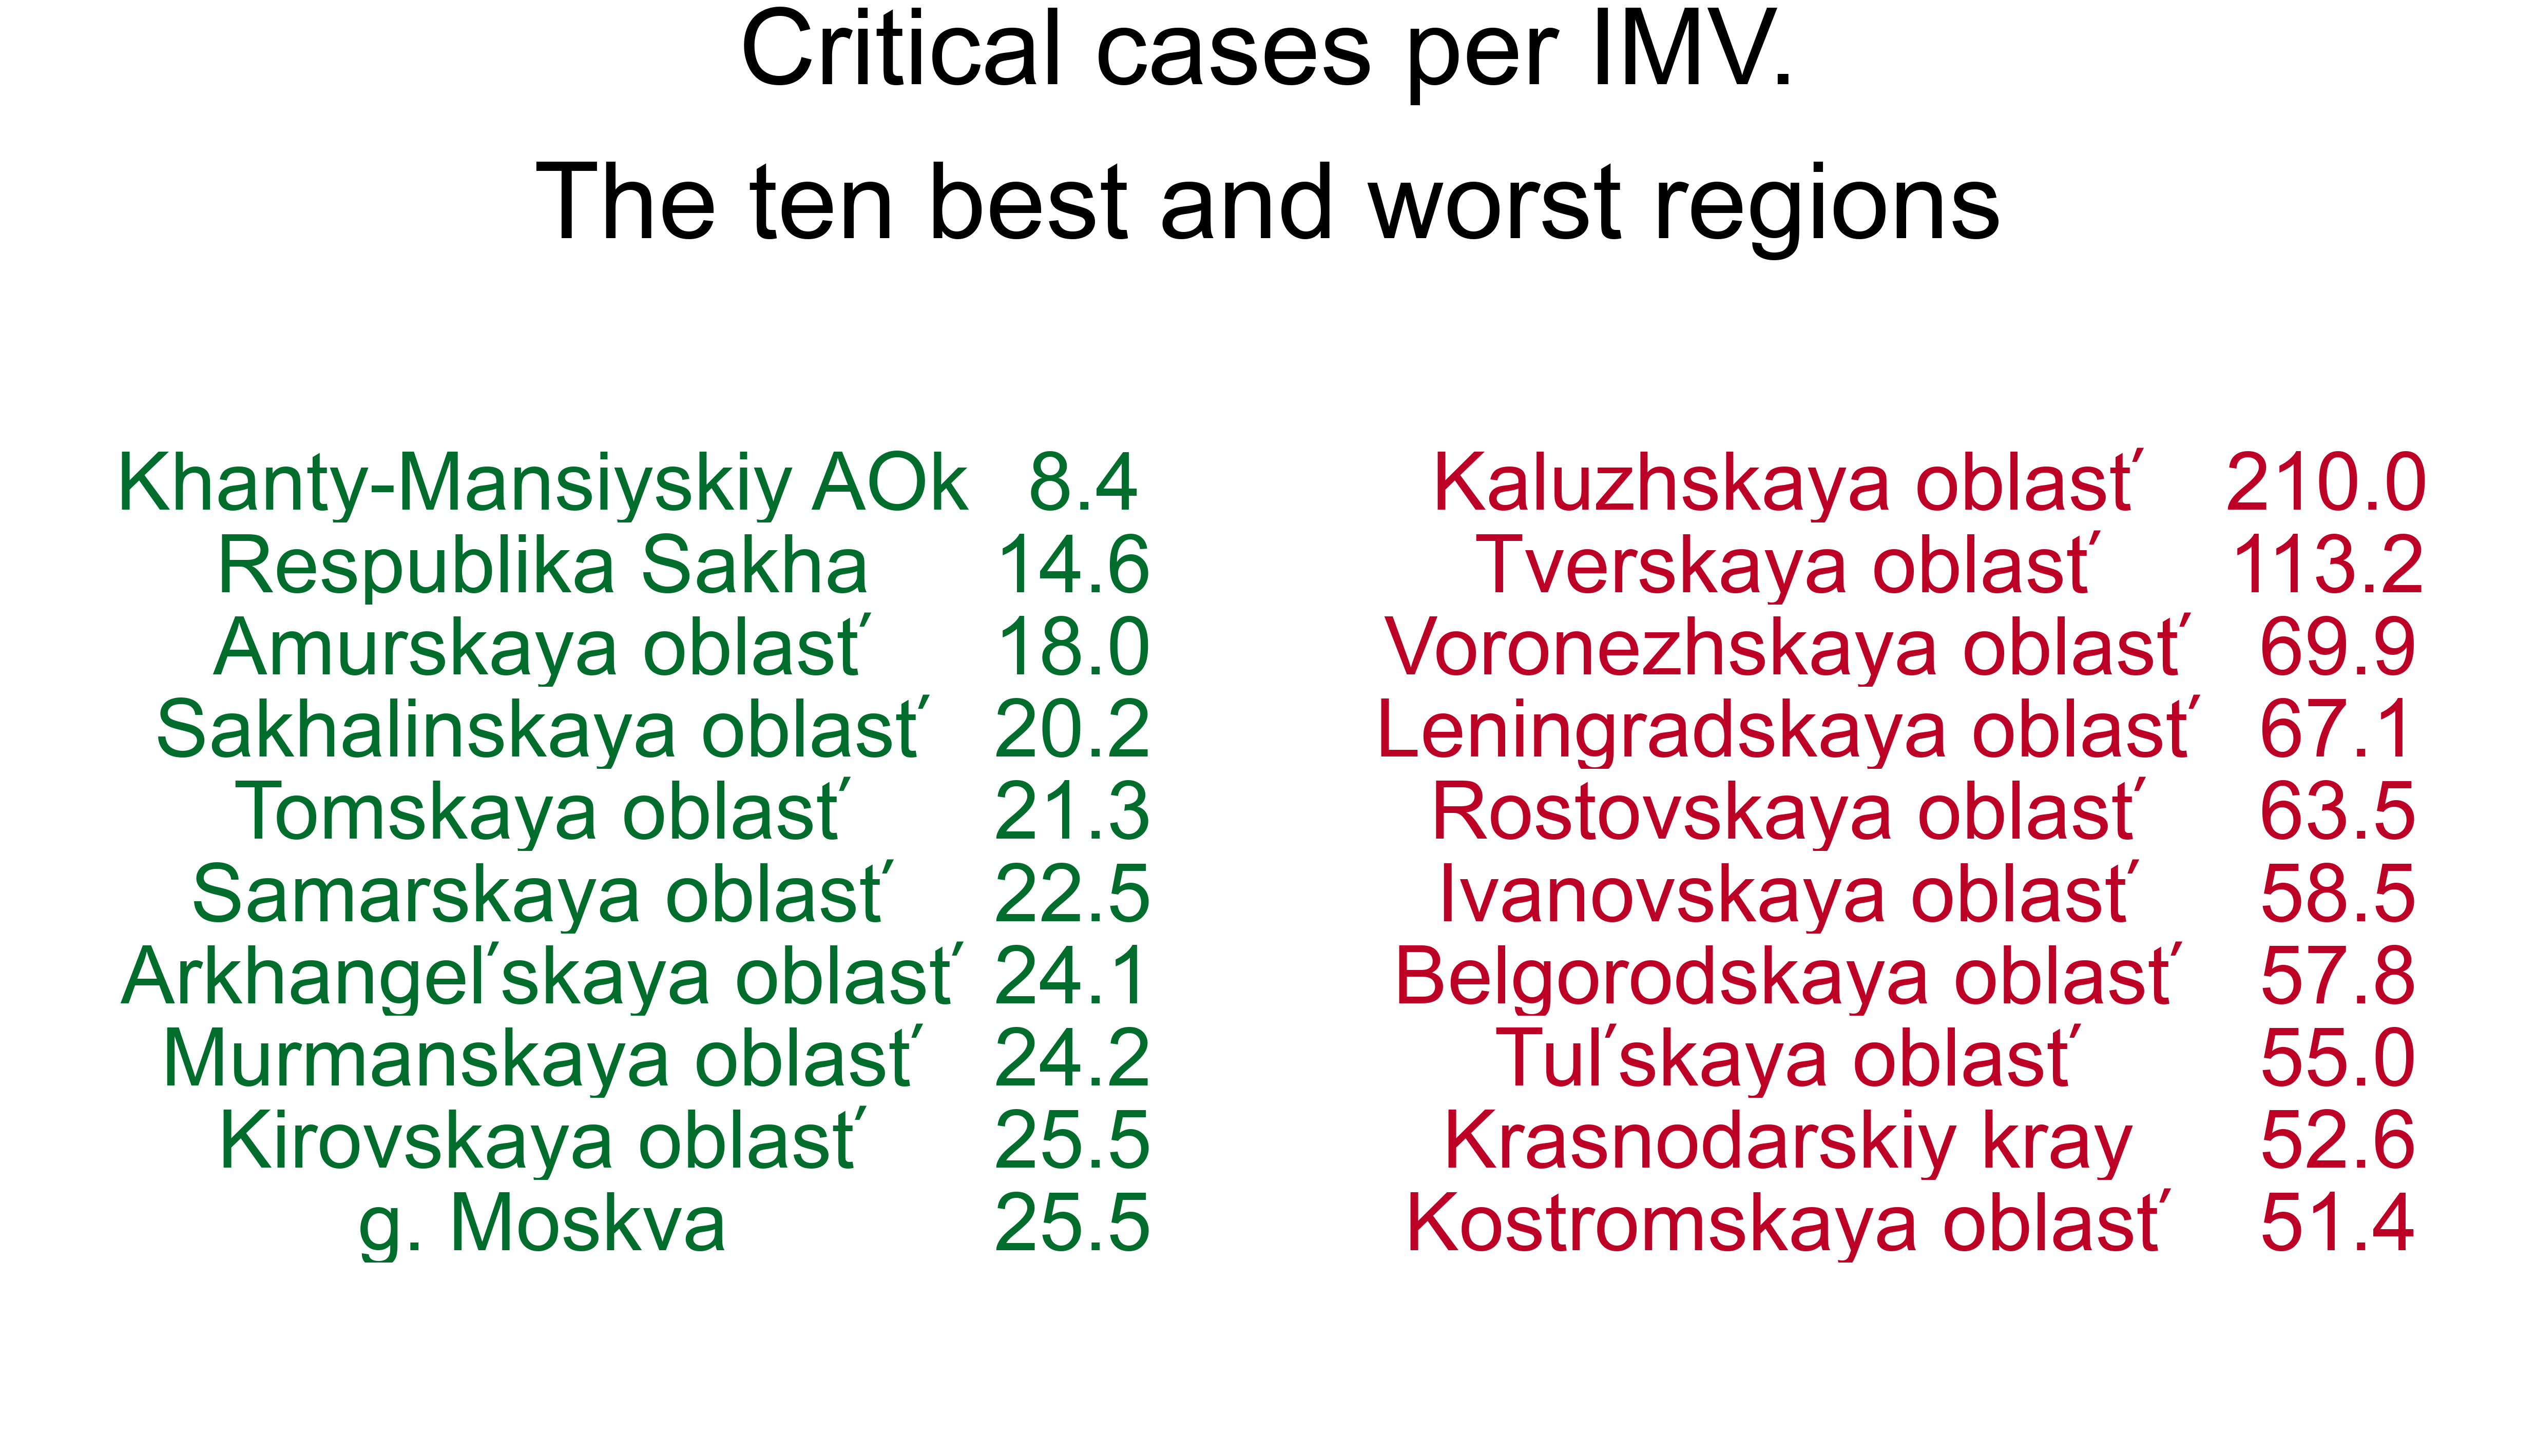 Critical cases per IMV.
The ten best and worst regions
Khanty-Mansiyskiy AOk 8.4
Respublika Sakha 14.6
Amurskaya oblastʹ 18.0
Sakhalinskaya oblastʹ 20.2
Tomskaya oblastʹ 21.3
Samarskaya oblastʹ 22.5
Arkhangelʹskaya oblastʹ 24.1
Murmanskaya oblastʹ 24.2
Kirovskaya oblastʹ 25.5
g. Moskva 25.5
Kaluzhskaya oblastʹ 210.0
Tverskaya oblastʹ 113.2
Voronezhskaya oblastʹ 69.9
Leningradskaya oblastʹ 67.1
Rostovskaya oblastʹ 63.5
Ivanovskaya oblastʹ 58.5
Belgorodskaya oblastʹ 57.8
Tulʹskaya oblastʹ 55.0
Krasnodarskiy kray 52.6
Kostromskaya oblastʹ 51.4